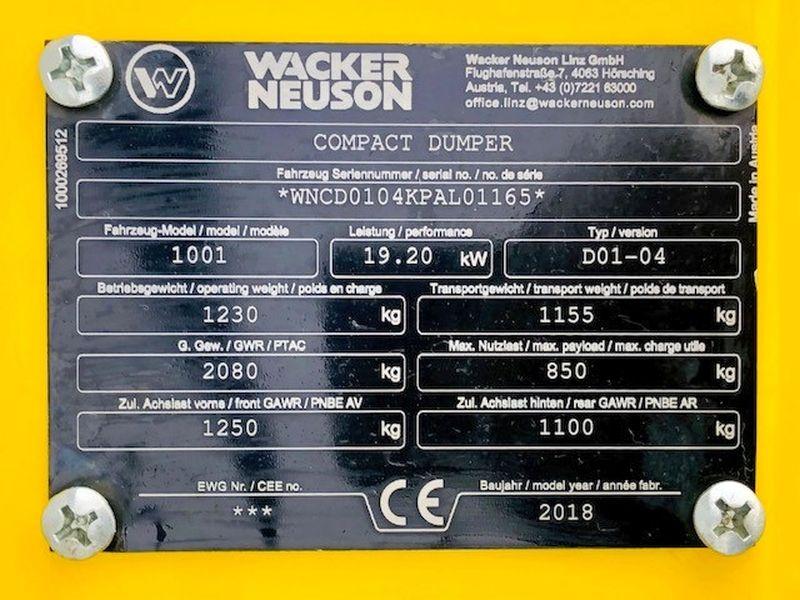 W
WACKER
NEUSON
Wacker Neuson Linz GmbH
Flughafenstraße 7, 4063 Hörsching
Austria, Tel. +43 (0)7221 63000
office.linz@wackerneuson.com
1000269512
Made in Austria
COMPACT DUMPER
Fahrzeug Seriennummer / serial no. / no. de série
*WNCD0104KPAL01165*
Fahrzeug-Model / model / modèle
1001
Leistung / performance
19.20 kW
Typ / version
D01-04
Betriebsgewicht / operating weight / poids en charge
1230 kg
Transportgewicht / transport weight / poids de transport
1155 kg
G. Gew. / GWR / PTAC
2080 kg
Max. Nutzlast / max. payload / max. charge utile
850 kg
Zul. Achslast vorne / front GAWR / PNBE AV
1250 kg
Zul. Achslast hinten / rear GAWR / PNBE AR
1100 kg
EWG Nr. / CEE no.
***
CE
Baujahr / model year / année fabr.
2018